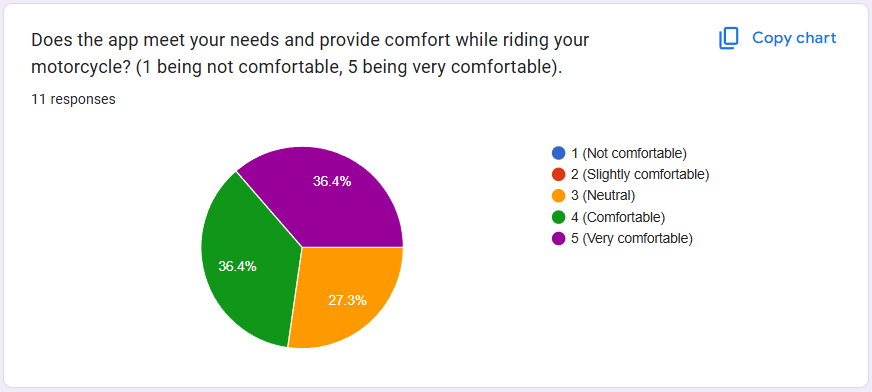 Does the app meet your needs and provide comfort while riding your
motorcycle? (1 being not comfortable, 5 being very comfortable).
Copy chart
11 responses
36.4%
36.4%
27.3%
1 (Not comfortable)
2 (Slightly comfortable)
3 (Neutral)
4 (Comfortable)
5 (Very comfortable)